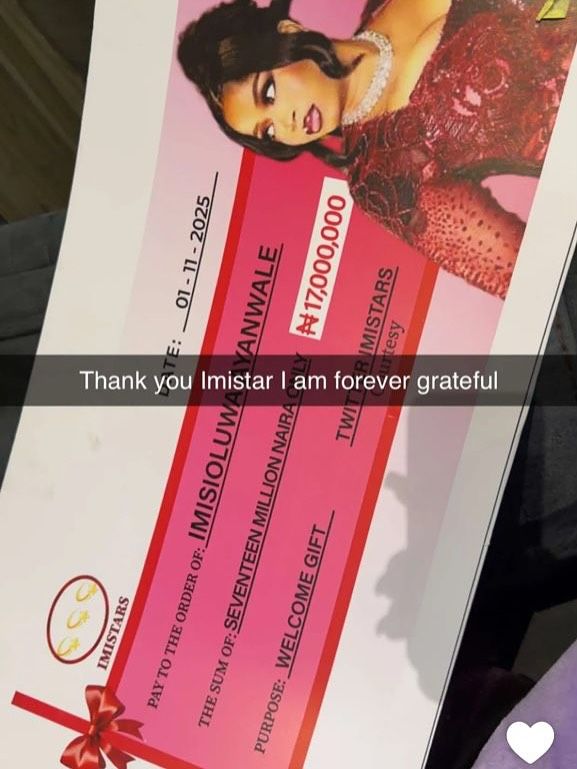 IMISTARS
DATE: 01 - 11 - 2025
PAY TO THE ORDER OF: IMISIOLUWA AYANWALE
THE SUM OF: SEVENTEEN MILLION NAIRA ONLY
₦17,000,000
PURPOSE: WELCOME GIFT
TWITTER IMISTARS
Courtesy
Thank you Imistar I am forever grateful